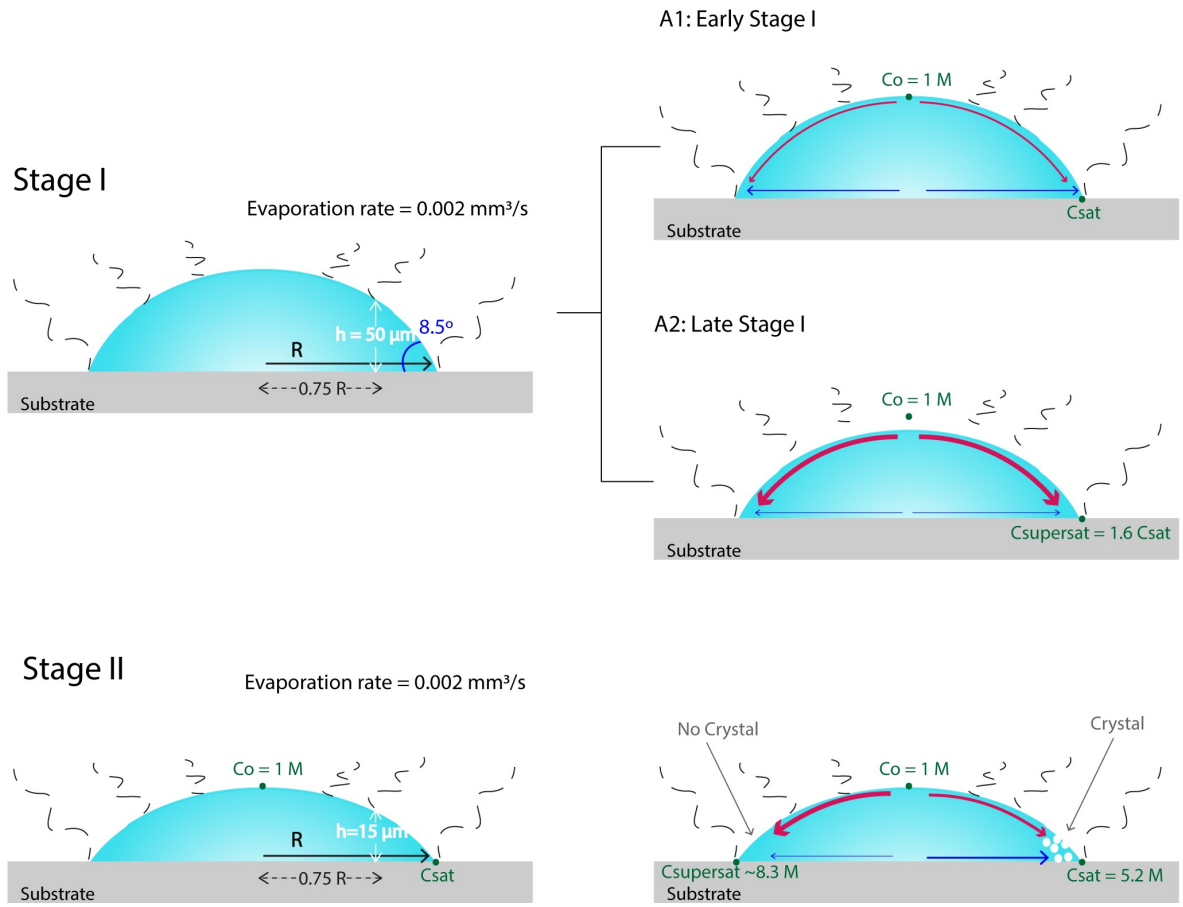 A1: Early Stage I
Co = 1 M
Csat
Substrate
Stage I
Evaporation rate = 0.002 mm³/s
h = 50 µm
8.5º
R
<---0.75 R--->
Substrate
A2: Late Stage I
Co = 1 M
Csupersat = 1.6 Csat
Substrate
Stage II
Evaporation rate = 0.002 mm³/s
Co = 1 M
h=15 µm
R
<---0.75 R--->
Csat
Substrate
No Crystal
Crystal
Co = 1 M
Csupersat ~8.3 M
Csat = 5.2 M
Substrate